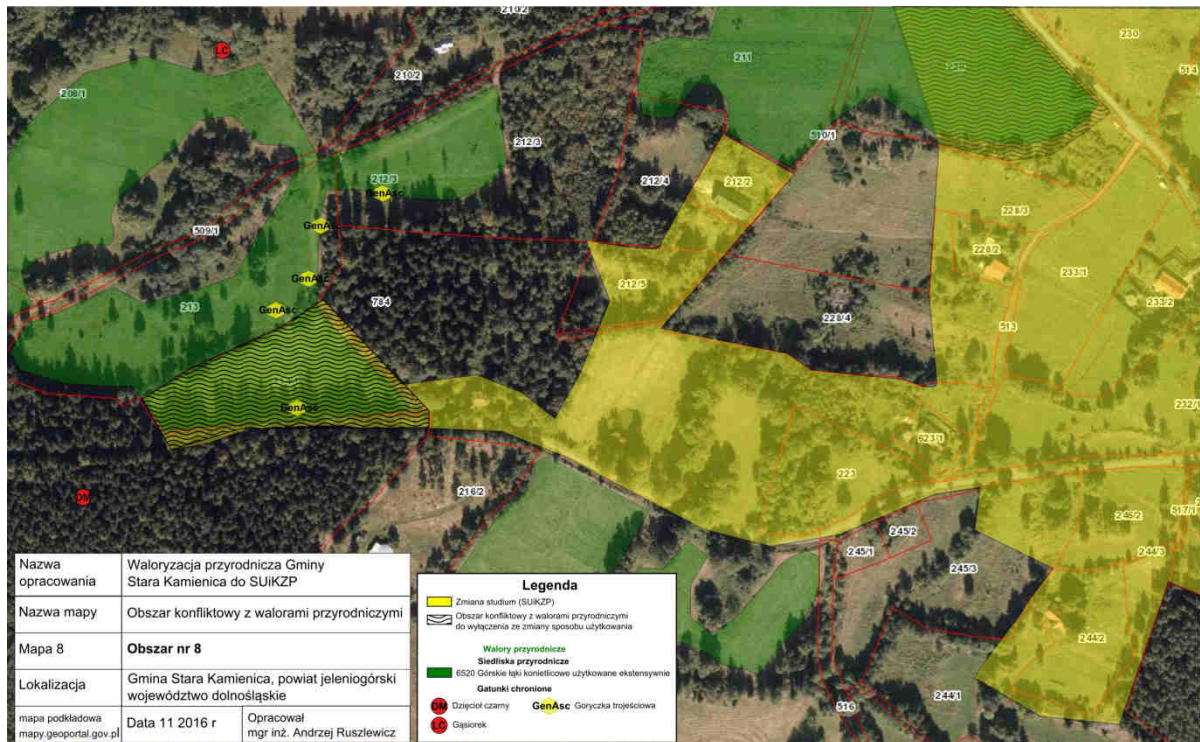 210/2
LC
210/2
211
230
514
208/1
510/1
212/3
212/4
212/2
212/3
GenAsc
GenAsc
509/1
228/3
228/2
233/1
GenAsc
212/5
233/2
213
784
GenAsc
228/4
513
GenAsc
232/1
623/1
223
216/2
DM
246/2
517/1
245/2
245/1
244/3
245/3
244/2
244/1
516
Nazwa opracowania
Waloryzacja przyrodnicza Gminy
Stara Kamienica do SUiKZP
Nazwa mapy
Obszar konfliktowy z walorami przyrodniczymi
Mapa 8
Obszar nr 8
Lokalizacja
Gmina Stara Kamienica, powiat jeleniogórski
województwo dolnośląskie
mapa podkładowa
mapy.geoportal.gov.pl
Data 11 2016 r
Opracował
mgr inż. Andrzej Ruszlewicz
Legenda
Zmiana studium (SUiKZP)
Obszar konfliktowy z walorami przyrodniczymi
do wyłączenia ze zmiany sposobu użytkowania
Walory przyrodnicze
Siedliska przyrodnicze
6520 Górskie łąki konietlicowe użytkowane ekstensywnie
Gatunki chronione
DM Dzięcioł czarny
GenAsc Goryczka trojeściowa
LC Gąsiorek